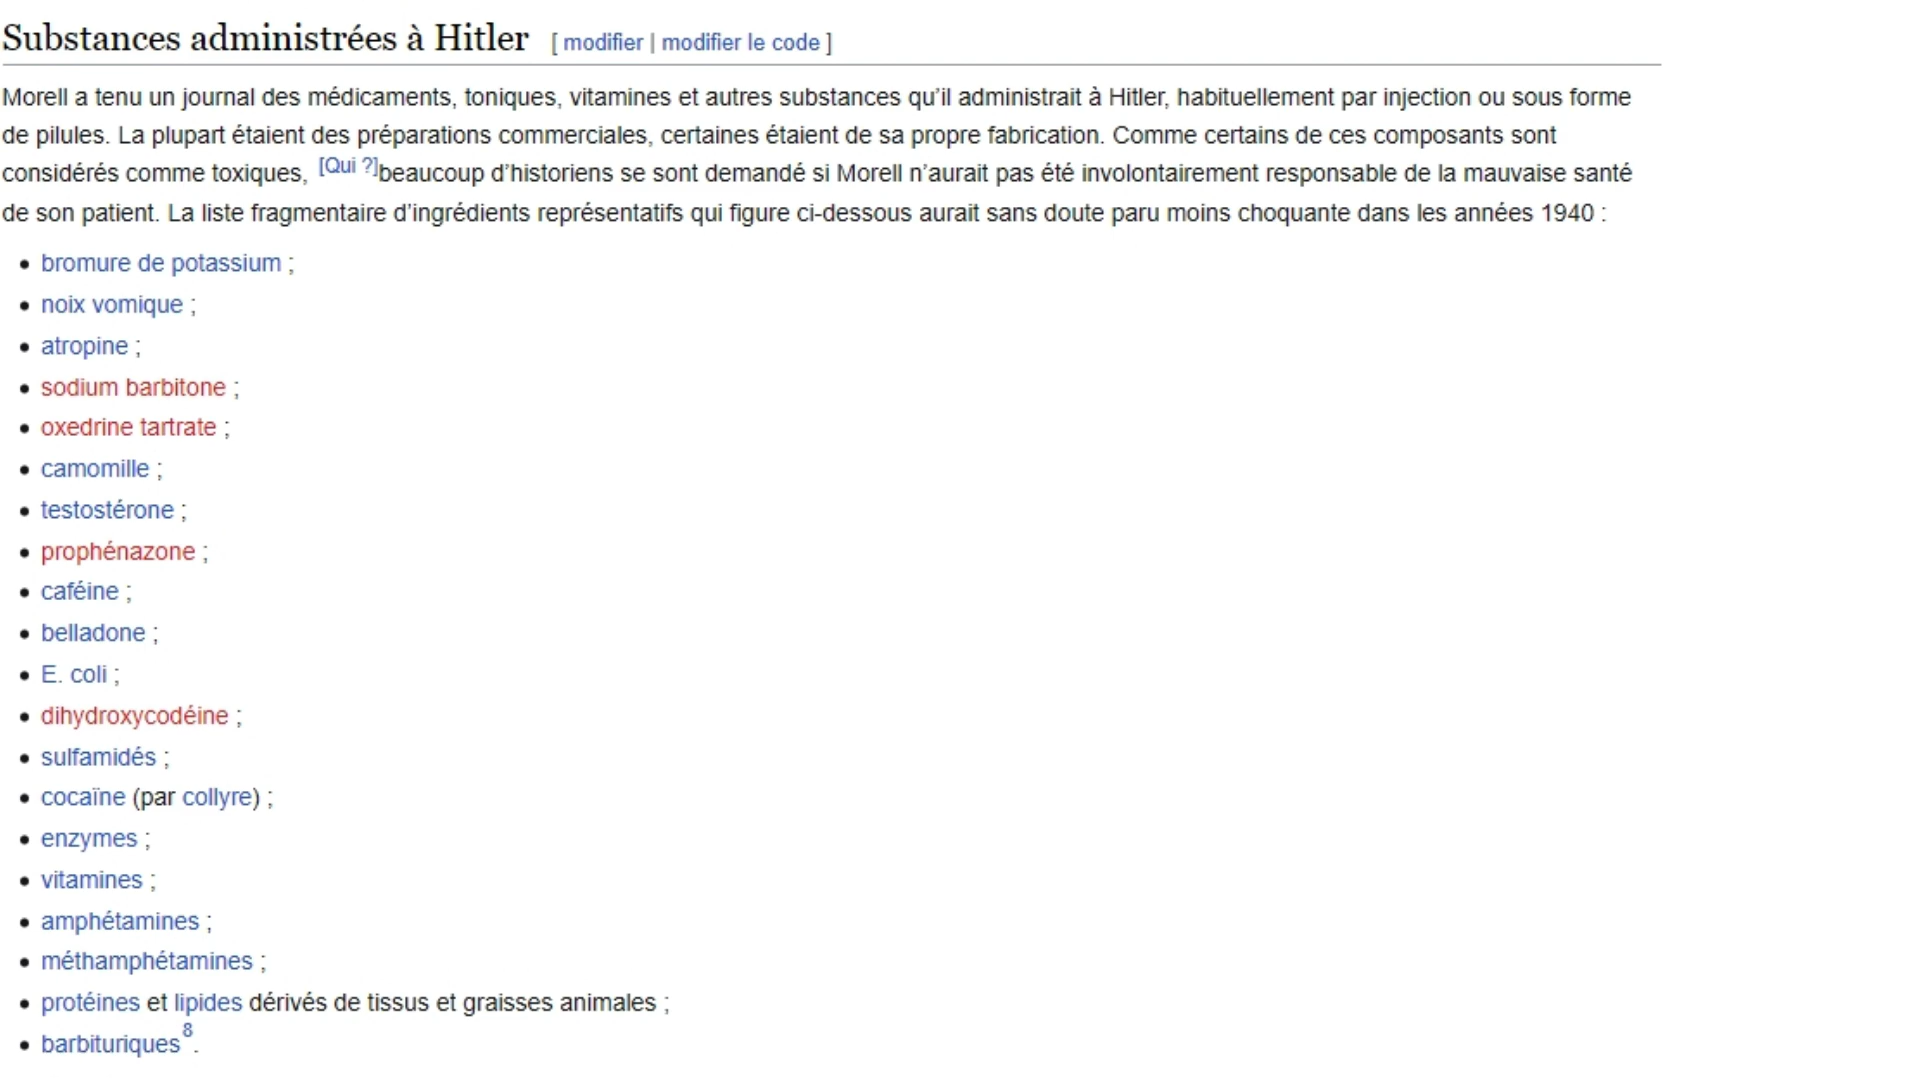 Substances administrées à Hitler [ modifier | modifier le code ]
Morell a tenu un journal des médicaments, toniques, vitamines et autres substances qu’il administrait à Hitler, habituellement par injection ou sous forme
de pilules. La plupart étaient des préparations commerciales, certaines étaient de sa propre fabrication. Comme certains de ces composants sont
considérés comme toxiques, [Qui ?]beaucoup d’historiens se sont demandé si Morell n’aurait pas été involontairement responsable de la mauvaise santé
de son patient. La liste fragmentaire d’ingrédients représentatifs qui figure ci-dessous aurait sans doute paru moins choquante dans les années 1940 :
• bromure de potassium ;
• noix vomique ;
• atropine ;
• sodium barbitone ;
• oxedrine tartrate ;
• camomille ;
• testostérone ;
• prophénazone ;
• caféine ;
• belladone ;
• E. coli ;
• dihydroxycodéine ;
• sulfamidés ;
• cocaïne (par collyre) ;
• enzymes ;
• vitamines ;
• amphétamines ;
• méthamphétamines ;
• protéines et lipides dérivés de tissus et graisses animales ;
• barbituriques8.